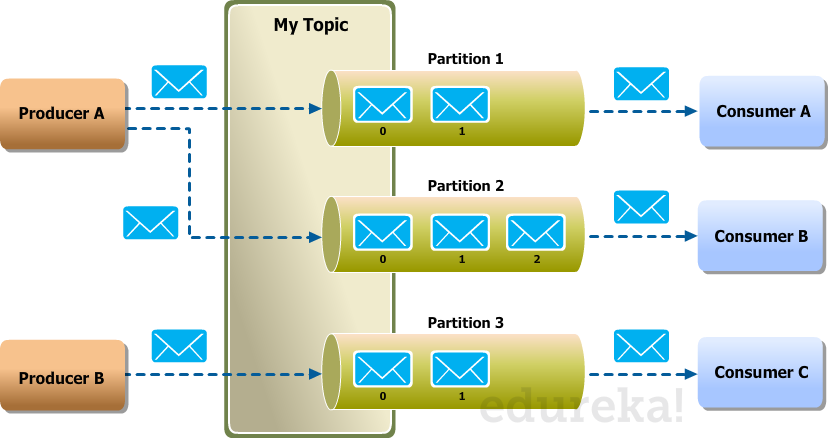 My Topic
Partition 1
Producer A
0
1
Consumer A
Partition 2
0
1
2
Consumer B
Partition 3
Producer B
0
1
Consumer C
edureka!